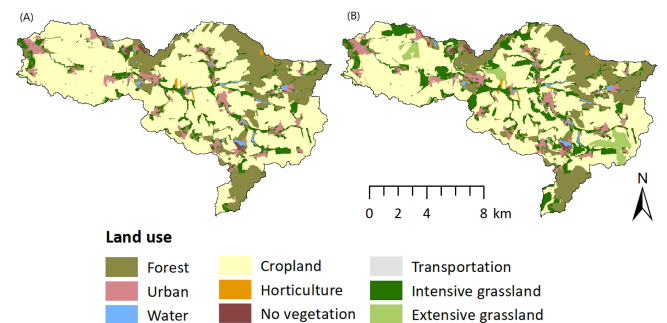 (A)
(B)
N
0 2 4 8 km
Land use
Forest Cropland Transportation
Urban Horticulture Intensive grassland
Water No vegetation Extensive grassland